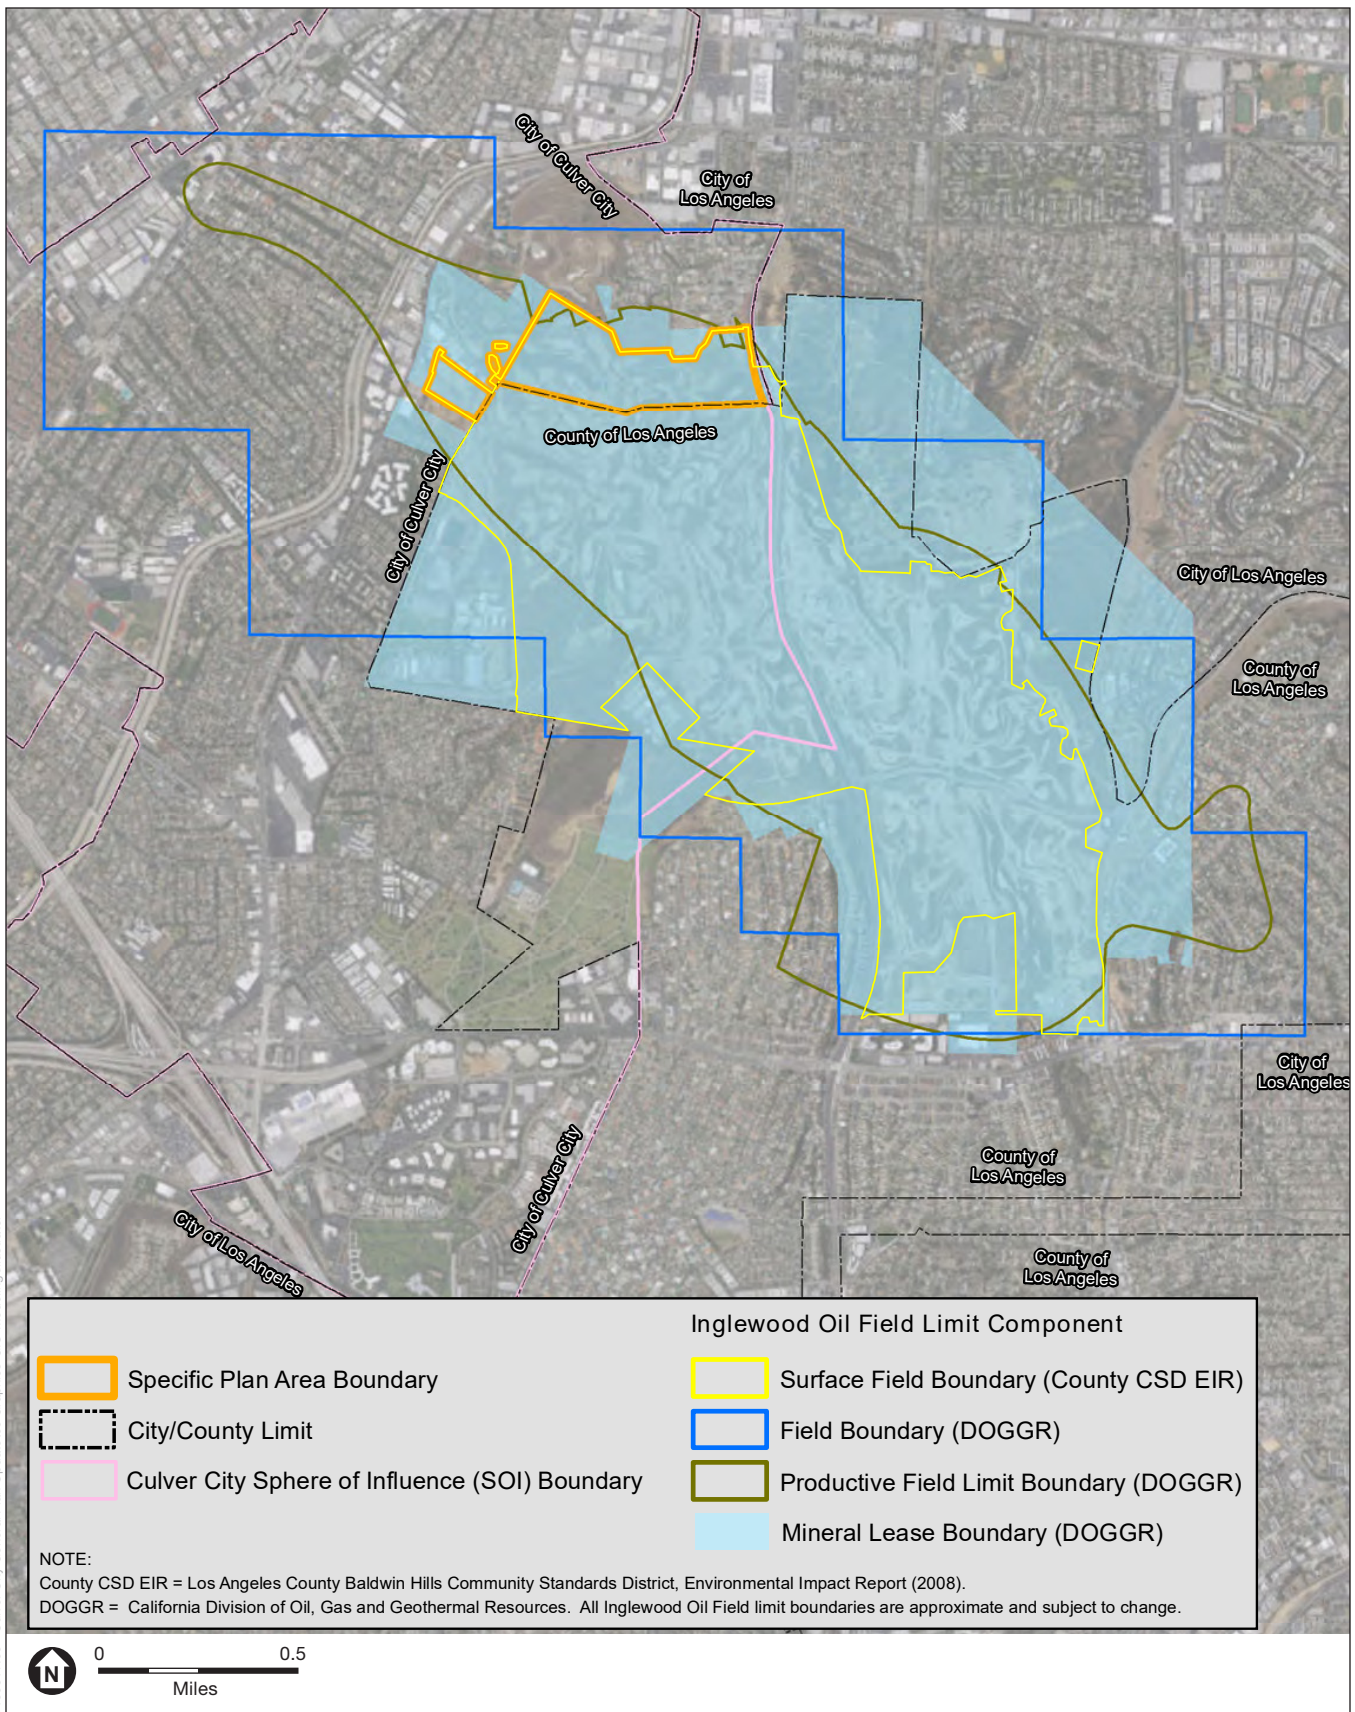 City of Culver City
City of
Los Angeles
County of Los Angeles
City of Culver City
City of Los Angeles
County of
Los Angeles
City of
Los Angeles
County of
Los Angeles
City of Culver City
City of Los Angeles
County of
Los Angeles
Inglewood Oil Field Limit Component
Specific Plan Area Boundary
City/County Limit
Culver City Sphere of Influence (SOI) Boundary
Surface Field Boundary (County CSD EIR)
Field Boundary (DOGGR)
Productive Field Limit Boundary (DOGGR)
Mineral Lease Boundary (DOGGR)
NOTE:
County CSD EIR = Los Angeles County Baldwin Hills Community Standards District, Environmental Impact Report (2008).
DOGGR = California Division of Oil, Gas and Geothermal Resources. All Inglewood Oil Field limit boundaries are approximate and subject to change.
N
0 0.5
Miles